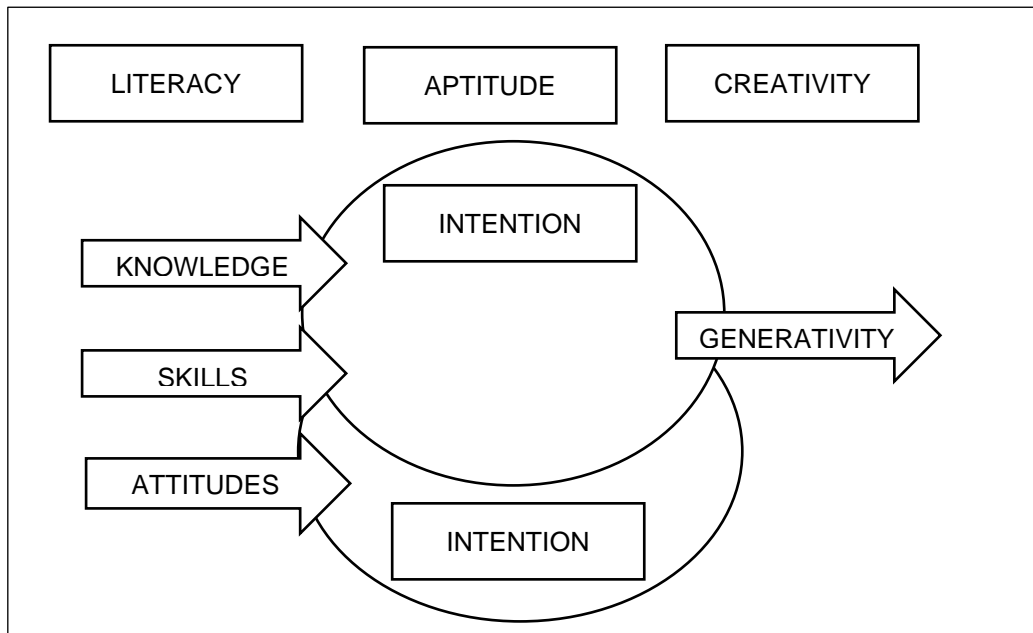 LITERACY
APTITUDE
CREATIVITY
INTENTION
KNOWLEDGE
GENERATIVITY
SKILLS
ATTITUDES
INTENTION